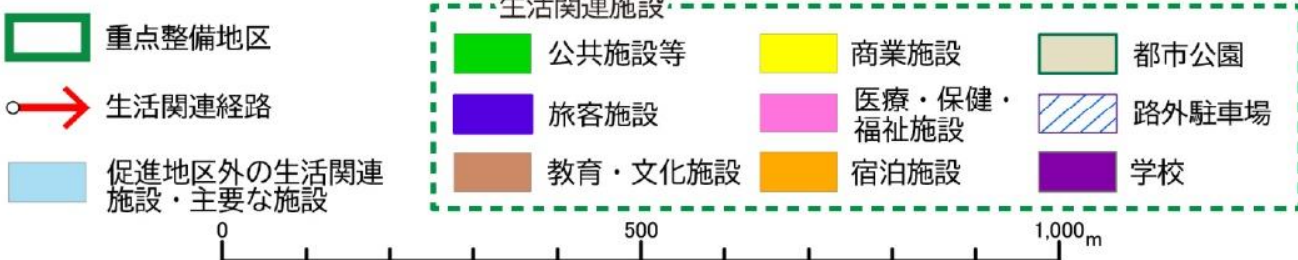 生活関連施設
重点整備地区
公共施設等
商業施設
都市公園
生活関連経路
旅客施設
医療・保健・
福祉施設
路外駐車場
促進地区外の生活関連
施設・主要な施設
教育・文化施設
宿泊施設
学校
0
500
1,000m